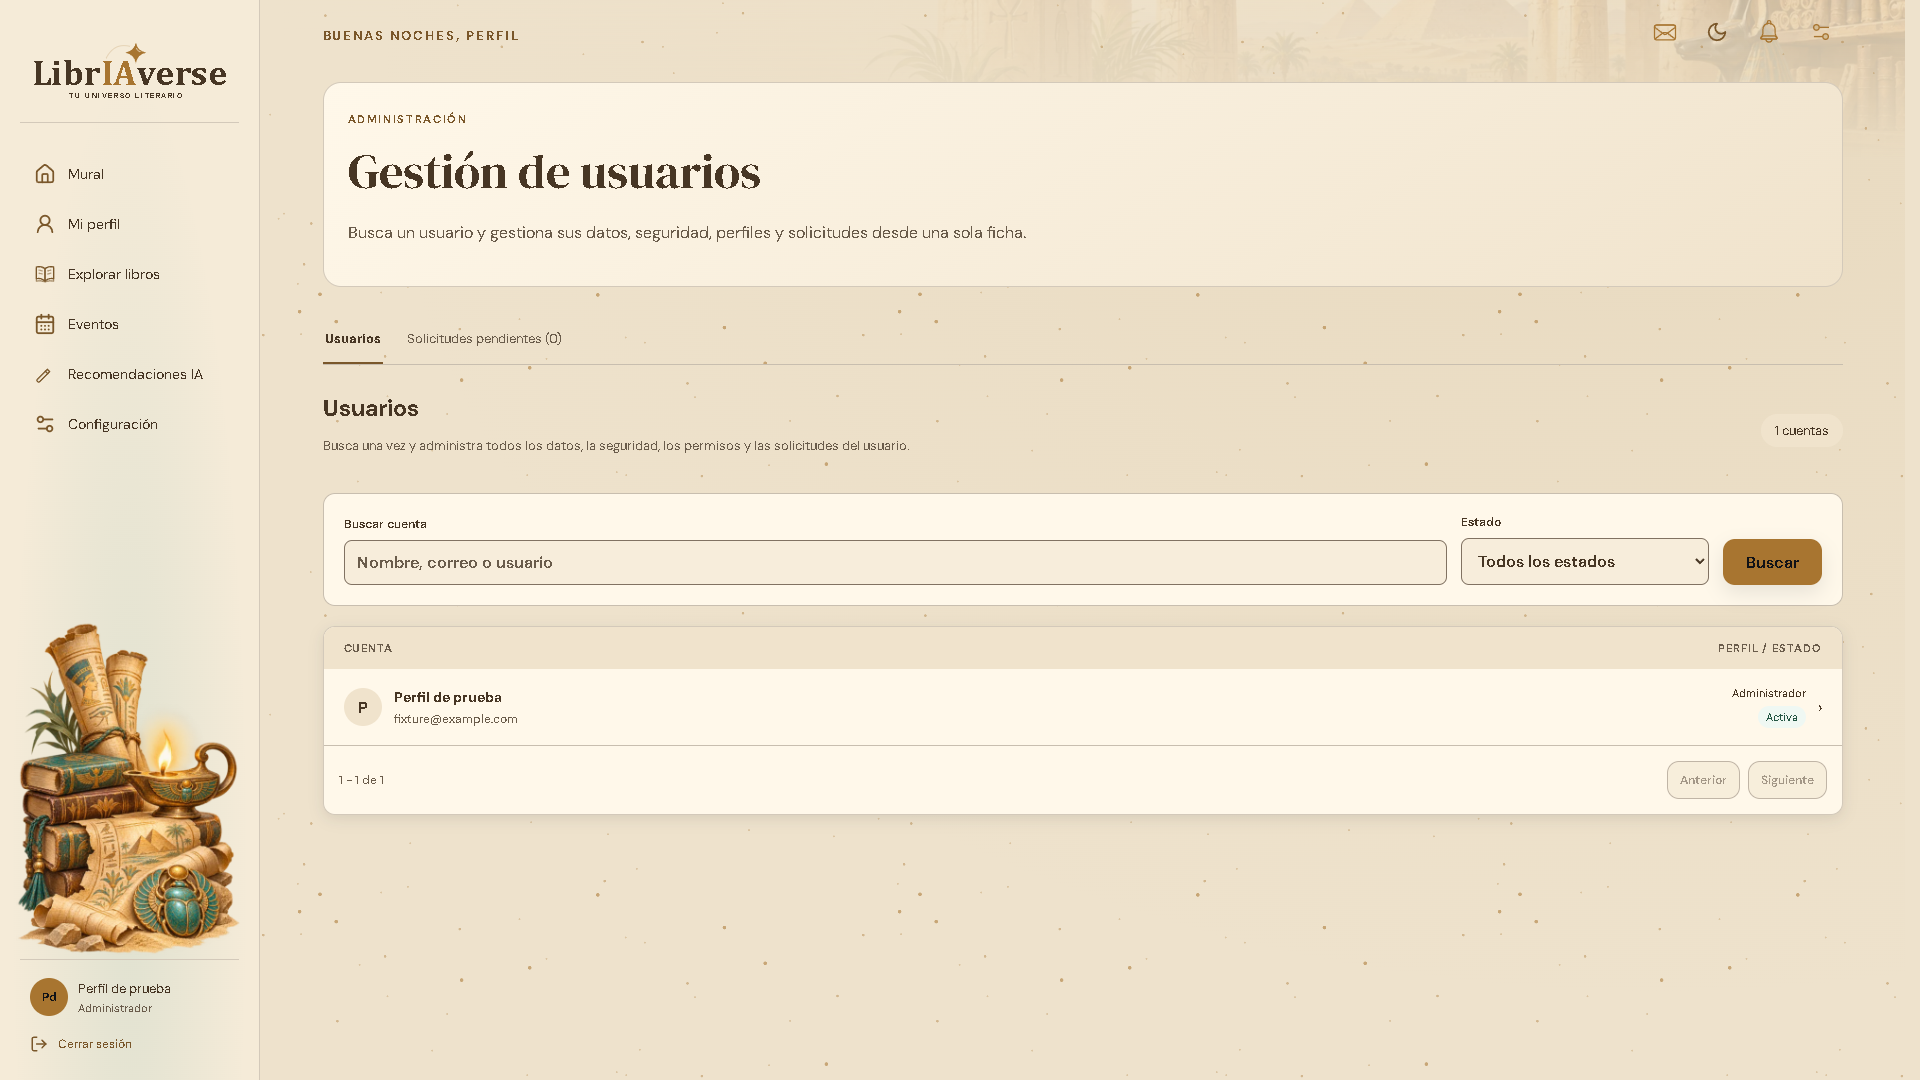 LibrIAverse
TU UNIVERSO LITERARIO
Mural
Mi perfil
Explorar libros
Eventos
Recomendaciones IA
Configuración
Pd
Perfil de prueba
Administrador
Cerrar sesión
BUENAS NOCHES, PERFIL
ADMINISTRACIÓN
Gestión de usuarios
Busca un usuario y gestiona sus datos, seguridad, perfiles y solicitudes desde una sola ficha.
Usuarios
Solicitudes pendientes (0)
Usuarios
Busca una vez y administra todos los datos, la seguridad, los permisos y las solicitudes del usuario.
1 cuentas
Buscar cuenta
Nombre, correo o usuario
Estado
Todos los estados
Buscar
CUENTA
PERFIL / ESTADO
P
Perfil de prueba
fixture@example.com
Administrador
Activa
1 – 1 de 1
Anterior
Siguiente